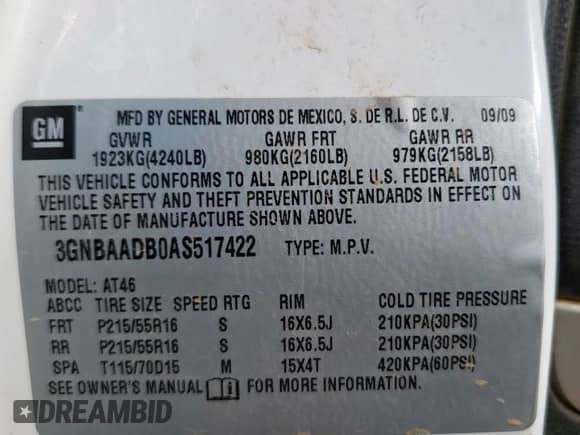 GM
MFD BY GENERAL MOTORS DE MEXICO, S. DE R.L. DE C.V. 09/09
GVWR GAWR FRT GAWR RR
1923KG(4240LB) 980KG(2160LB) 979KG(2158LB)
THIS VEHICLE CONFORMS TO ALL APPLICABLE U.S. FEDERAL MOTOR
VEHICLE SAFETY AND THEFT PREVENTION STANDARDS IN EFFECT ON
THE DATE OF MANUFACTURE SHOWN ABOVE.
3GNBAADB0AS517422 TYPE: M.P.V.
MODEL: AT46
ABCC TIRE SIZE SPEED RTG RIM COLD TIRE PRESSURE
FRT P215/55R16 S 16X6.5J 210KPA(30PSI)
RR P215/55R16 S 16X6.5J 210KPA(30PSI)
SPA T115/70D15 M 15X4T 420KPA(60PSI)
SEE OWNER'S MANUAL FOR MORE INFORMATION.
DREAMBID